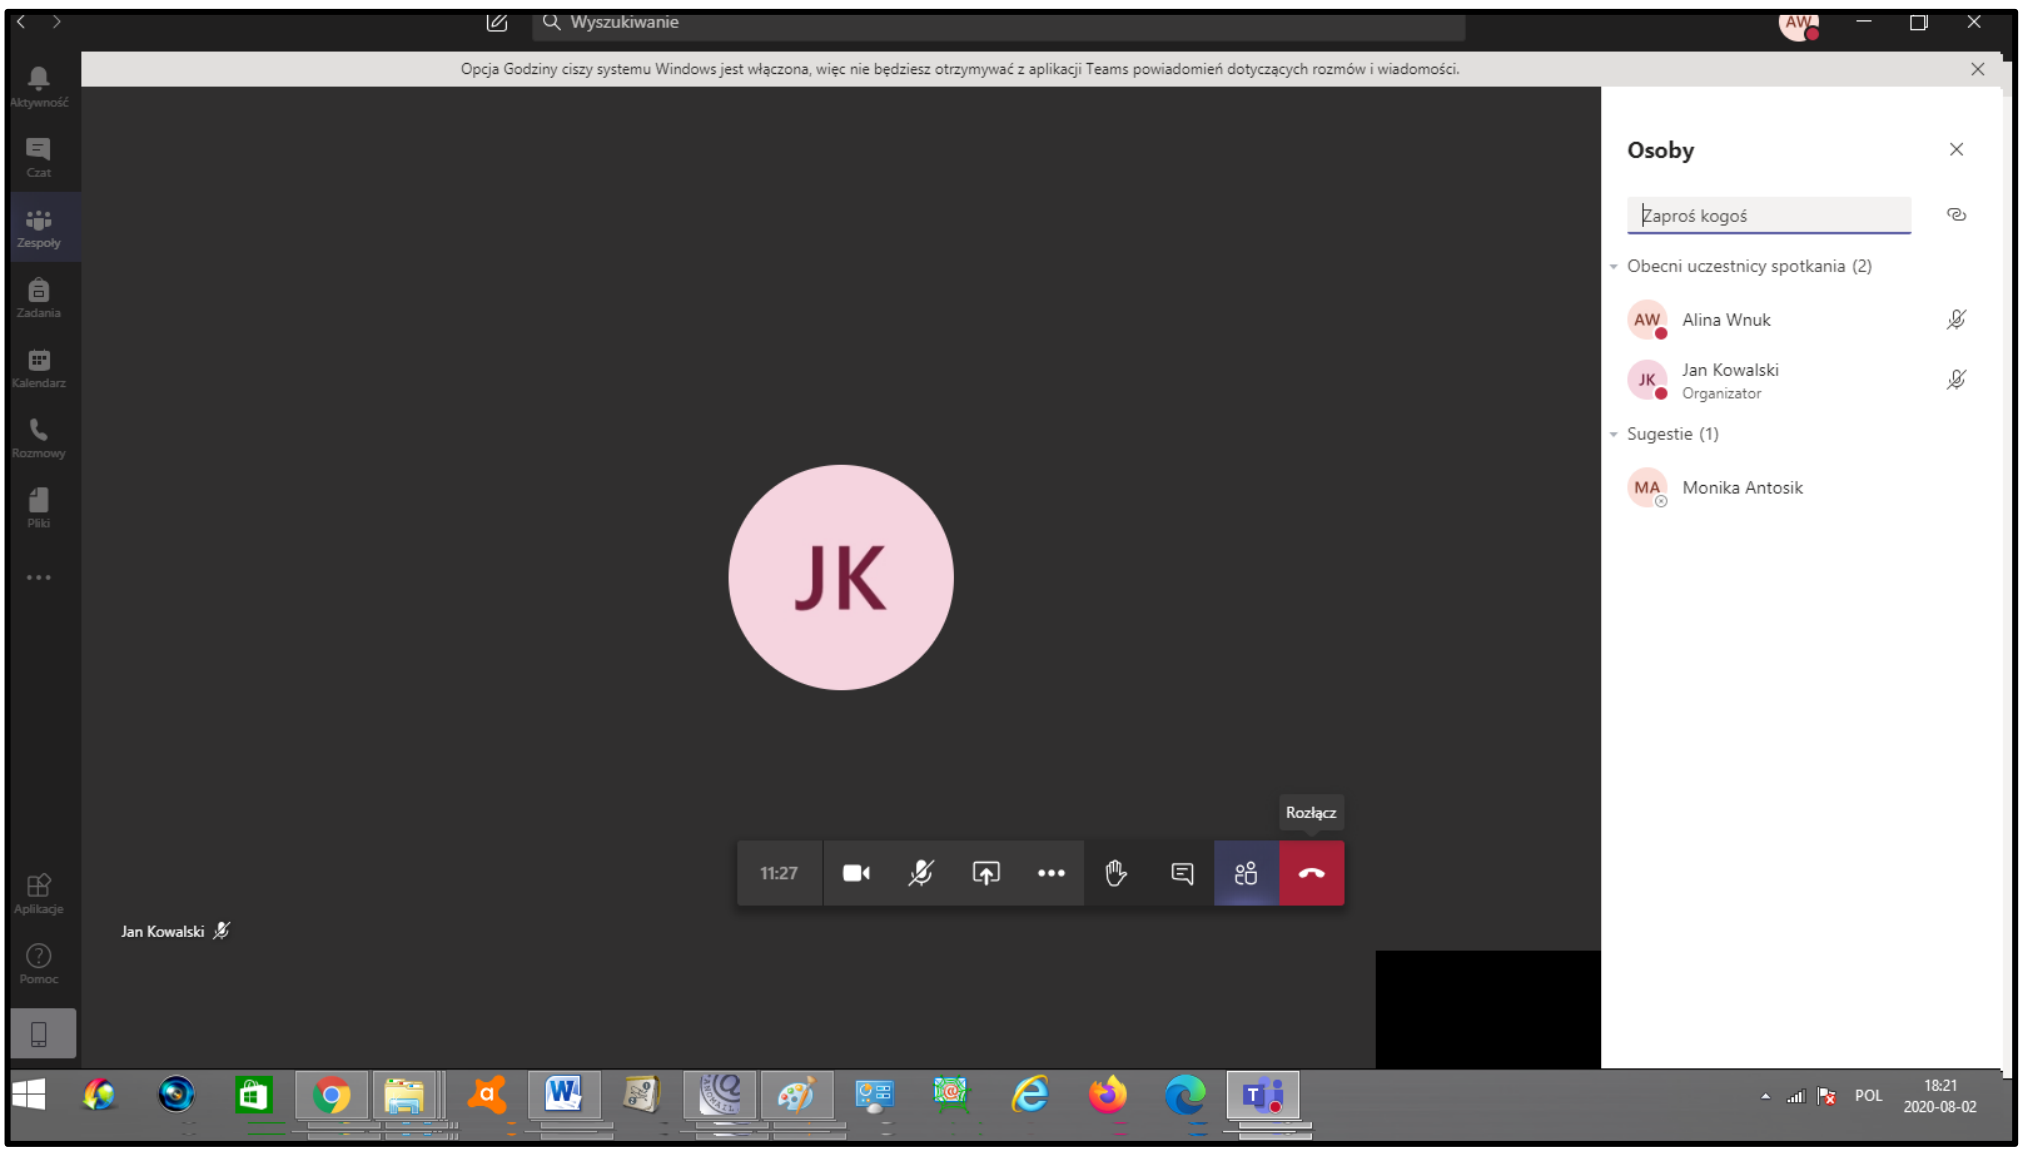 Wyszukiwanie
AW
Opcja Godziny ciszy systemu Windows jest włączona, więc nie będziesz otrzymywać z aplikacji Teams powiadomień dotyczących rozmów i wiadomości.
Aktywność
Czat
Zespoły
Zadania
Kalendarz
Rozmowy
Pliki
Aplikacje
Pomoc
JK
Rozłącz
11:27
Jan Kowalski
Osoby
Zaproś kogoś
Obecni uczestnicy spotkania (2)
AW Alina Wnuk
JK Jan Kowalski
Organizator
Sugestie (1)
MA Monika Antosik
POL
18:21
2020-08-02